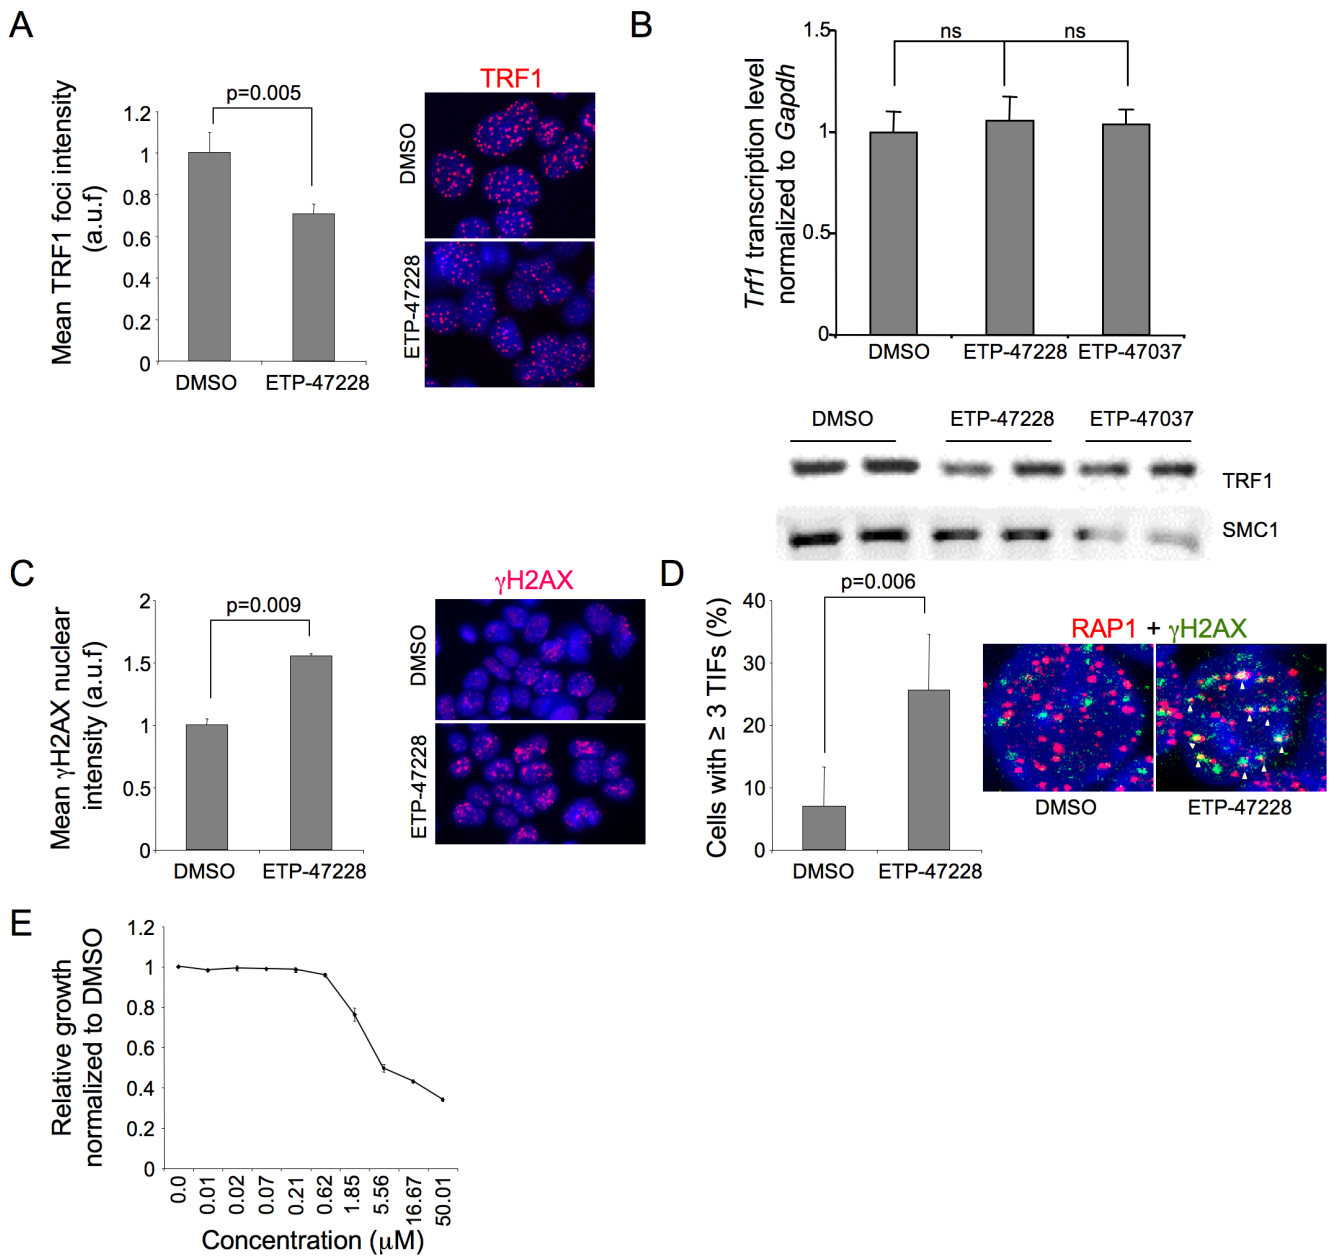 A
Mean TRF1 foci intensity
(a.u.f)
1.2
1
0.8
0.6
0.4
0.2
0
p=0.005
DMSO
ETP-47228
TRF1
DMSO
ETP-47228
B
Trf1 transcription level
normalized to Gapdh
1.5
1
0.5
0
ns
ns
DMSO
ETP-47228
ETP-47037
DMSO
ETP-47228
ETP-47037
TRF1
SMC1
C
Mean γH2AX nuclear
intensity (a.u.f)
2
1.5
1
0.5
0
p=0.009
DMSO
ETP-47228
γH2AX
DMSO
ETP-47228
D
Cells with ≥ 3 TIFs (%)
40
30
20
10
0
p=0.006
DMSO
ETP-47228
RAP1 + γH2AX
DMSO
ETP-47228
E
Relative growth
normalized to DMSO
1.2
1
0.8
0.6
0.4
0.2
0
0.0
0.01
0.02
0.07
0.21
0.62
1.85
5.56
16.67
50.01
Concentration (μM)